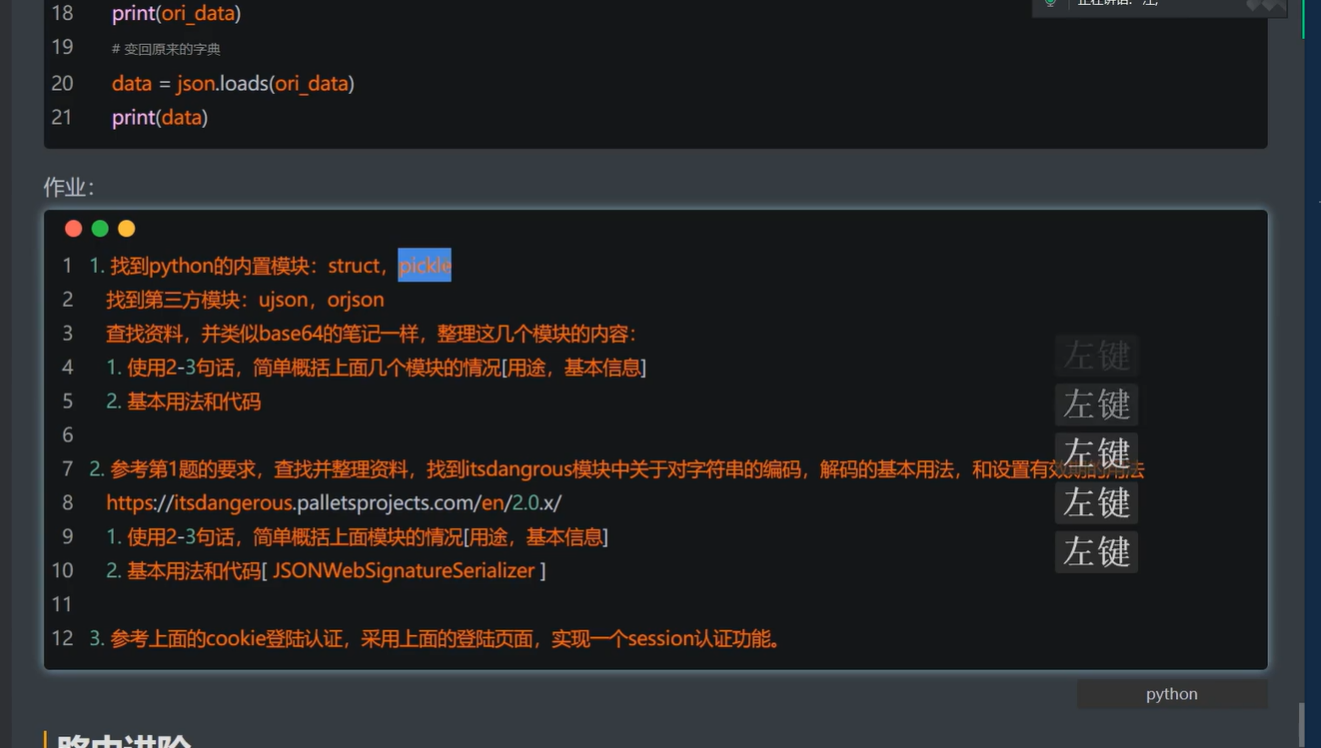 正在讲话: 江;
18 print(ori_data)
19 # 变回原来的字典
20 data = json.loads(ori_data)
21 print(data)
作业:
1 1. 找到python的内置模块：struct，pickle
2 找到第三方模块：ujson，orjson
3 查找资料，并类似base64的笔记一样，整理这几个模块的内容：
4 1. 使用2-3句话，简单概括上面几个模块的情况[用途，基本信息]
5 2. 基本用法和代码
6
7 2. 参考第1题的要求，查找并整理资料，找到itsdangrous模块中关于对字符串的编码，解码的基本用法，和设置有效期的用法
8 https://itsdangerous.palletsprojects.com/en/2.0.x/
9 1. 使用2-3句话，简单概括上面模块的情况[用途，基本信息]
10 2. 基本用法和代码[ JSONWebSignatureSerializer ]
11
12 3. 参考上面的cookie登陆认证，采用上面的登陆页面，实现一个session认证功能。
左键
左键
左键
左键
左键
python
路由进阶